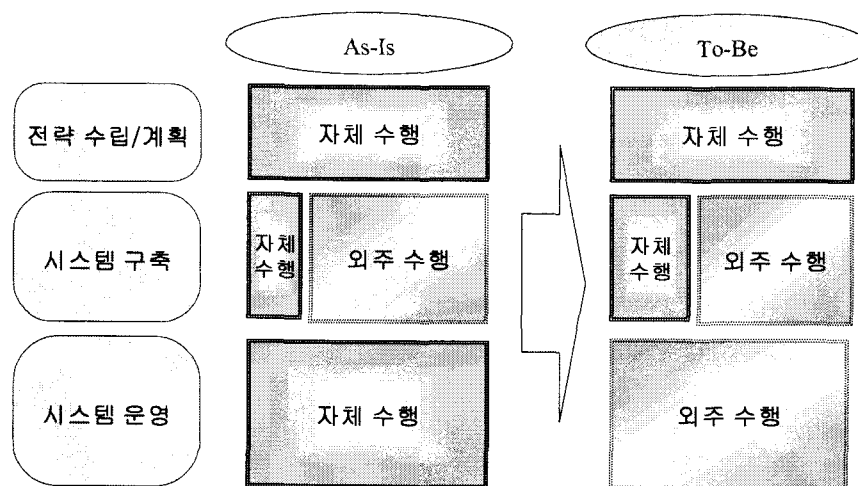 As-Is
To-Be
전략 수립/계획
자체 수행
자체 수행
시스템 구축
자체
수행
외주 수행
자체
수행
외주 수행
시스템 운영
자체 수행
외주 수행